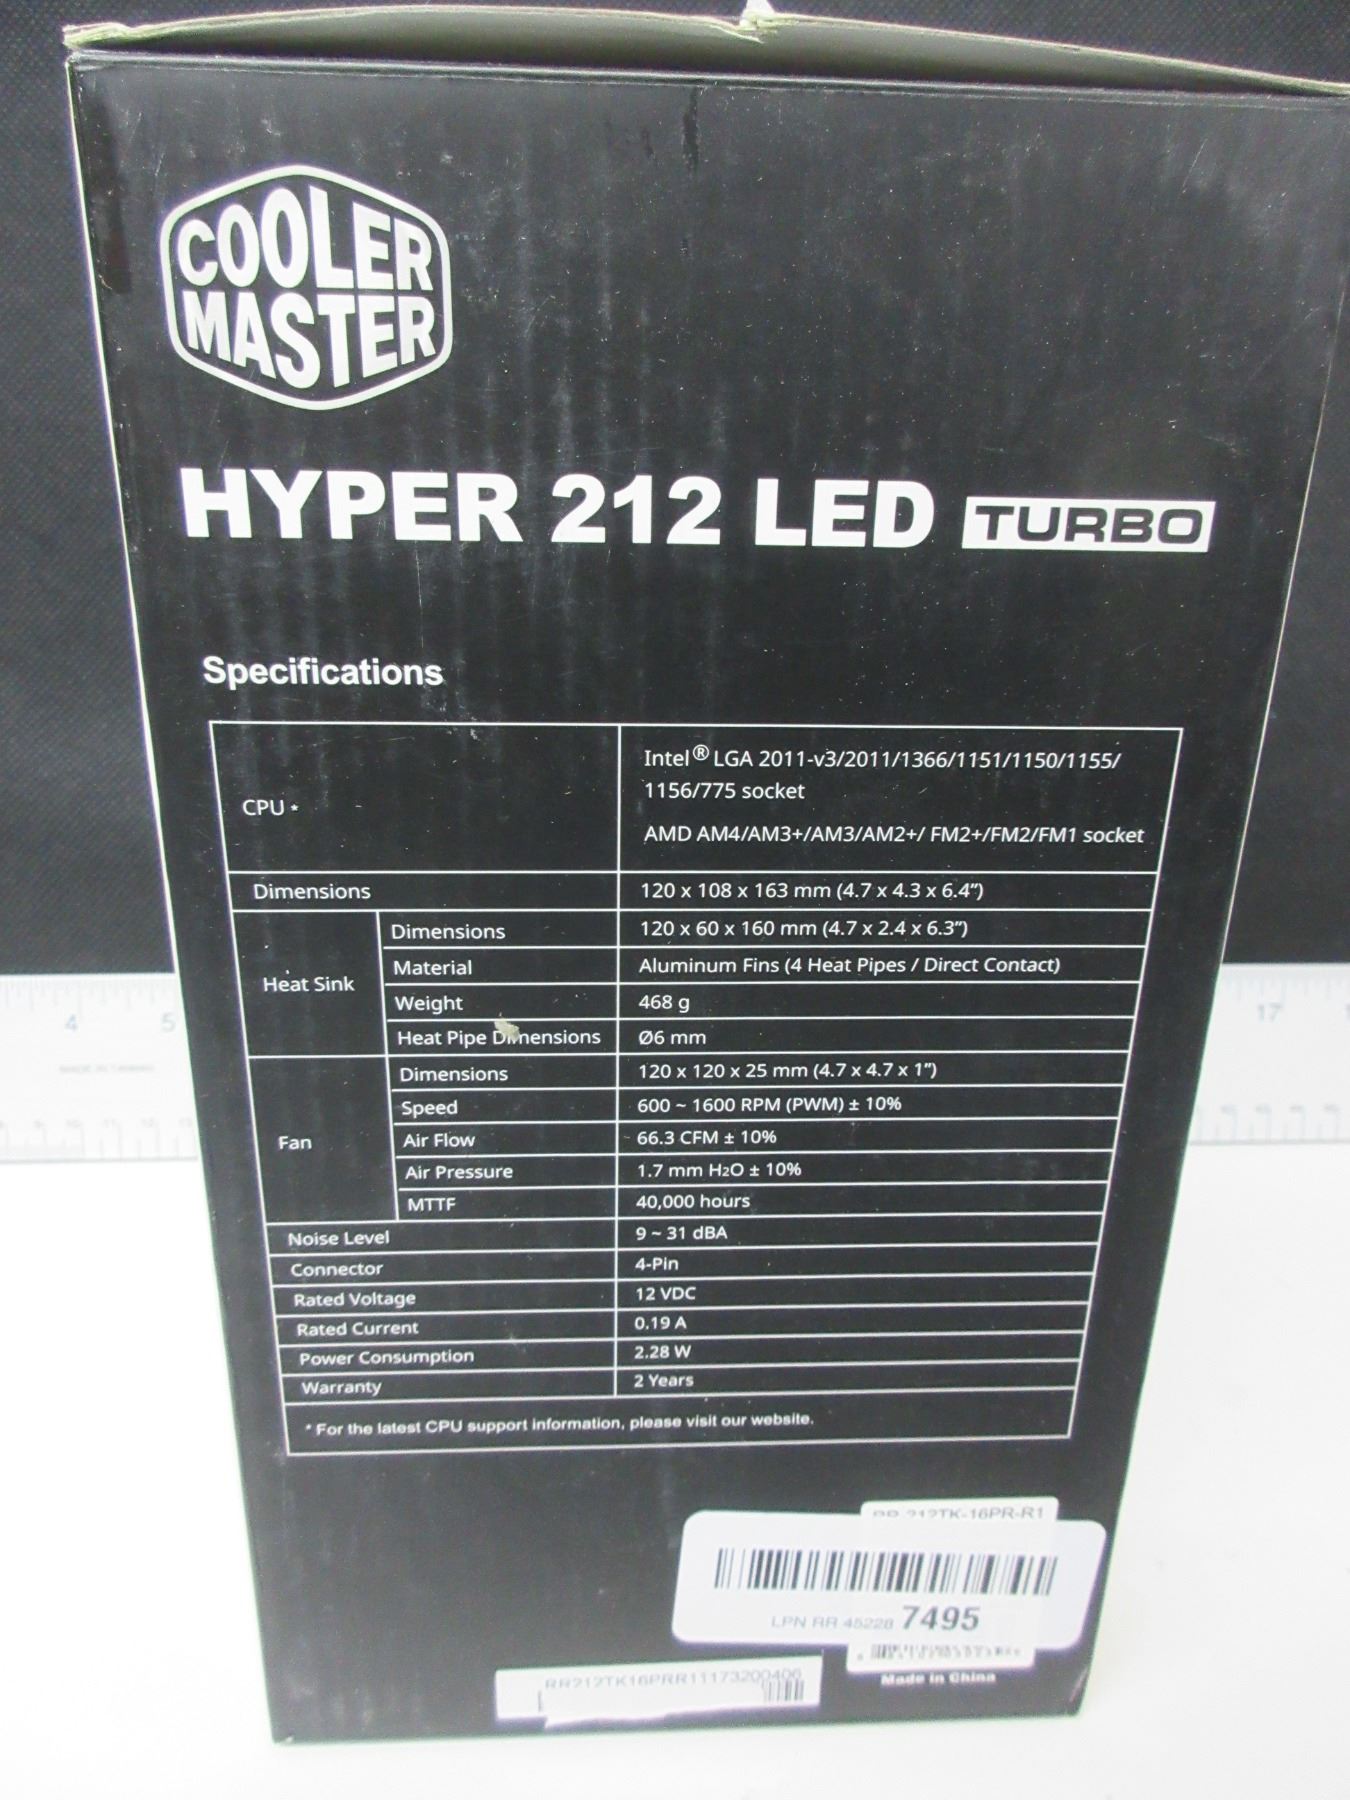 COOLER
MASTER
HYPER 212 LED TURBO
Specifications
CPU *
Intel® LGA 2011-v3/2011/1366/1151/1150/1155/
1156/775 socket
AMD AM4/AM3+/AM3/AM2+/ FM2+/FM2/FM1 socket
Dimensions 120 x 108 x 163 mm (4.7 x 4.3 x 6.4")
Heat Sink
Dimensions 120 x 60 x 160 mm (4.7 x 2.4 x 6.3")
Material Aluminum Fins (4 Heat Pipes / Direct Contact)
Weight 468 g
Heat Pipe Dimensions Ø6 mm
Fan
Dimensions 120 x 120 x 25 mm (4.7 x 4.7 x 1")
Speed 600 ~ 1600 RPM (PWM) ± 10%
Air Flow 66.3 CFM ± 10%
Air Pressure 1.7 mm H₂O ± 10%
MTTF 40,000 hours
Noise Level 9 ~ 31 dBA
Connector 4-Pin
Rated Voltage 12 VDC
Rated Current 0.19 A
Power Consumption 2.28 W
Warranty 2 Years
* For the latest CPU support information, please visit our website.
4 5 17
RR-212TK-16PR-R1
LPN RR 45228 7495
RR212TK16PRR11173200406
Made in China